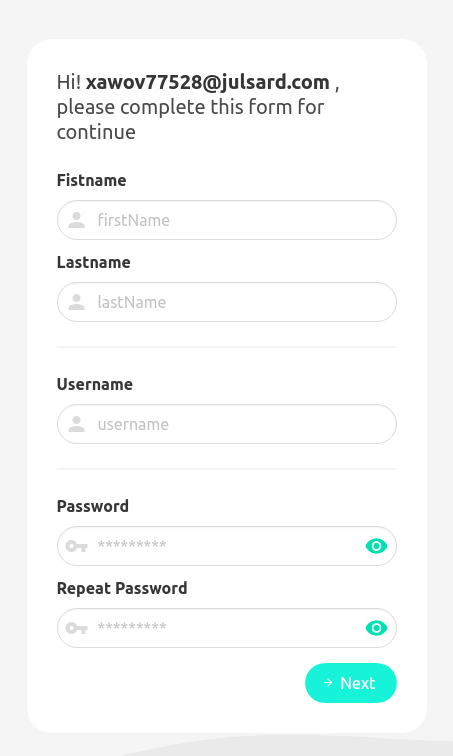 Hi! xawov77528@julsard.com ,
please complete this form for
continue
Fistname
firstName
Lastname
lastName
Username
username
Password
*********
Repeat Password
*********
→ Next